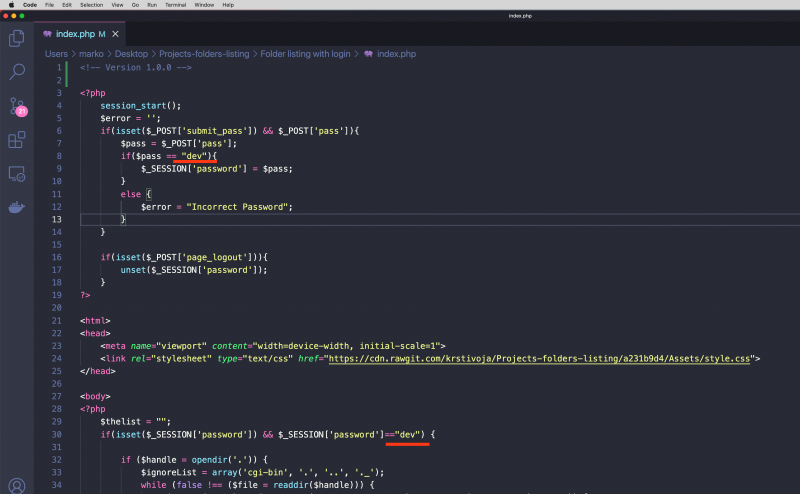 Code File Edit Selection View Go Run Terminal Window Help
index.php
index.php M
Users > marko > Desktop > Projects-folders-listing > Folder listing with login > index.php
21
1 <!-- Version 1.0.0 -->
2
3 <?php
4 session_start();
5 $error = '';
6 if(isset($_POST['submit_pass']) && $_POST['pass']){
7 $pass = $_POST['pass'];
8 if($pass == "dev"){
9 $_SESSION['password'] = $pass;
10 }
11 else {
12 $error = "Incorrect Password";
13 }
14 }
15
16 if(isset($_POST['page_logout'])){
17 unset($_SESSION['password']);
18 }
19 ?>
20
21 <html>
22 <head>
23 <meta name="viewport" content="width=device-width, initial-scale=1">
24 <link rel="stylesheet" type="text/css" href="https://cdn.rawgit.com/krstivoja/Projects-folders-listing/a231b9d4/Assets/style.css">
25 </head>
26
27 <body>
28 <?php
29 $thelist = "";
30 if(isset($_SESSION['password']) && $_SESSION['password']=="dev") {
31
32 if ($handle = opendir('.')) {
33 $ignoreList = array('cgi-bin', '.', '..', '._');
34 while (false !== ($file = readdir($handle))) {